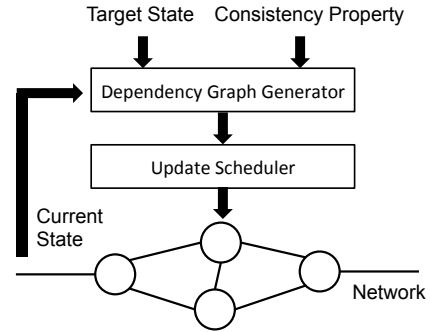 Target State
Consistency Property
Dependency Graph Generator
Update Scheduler
Current
State
Network